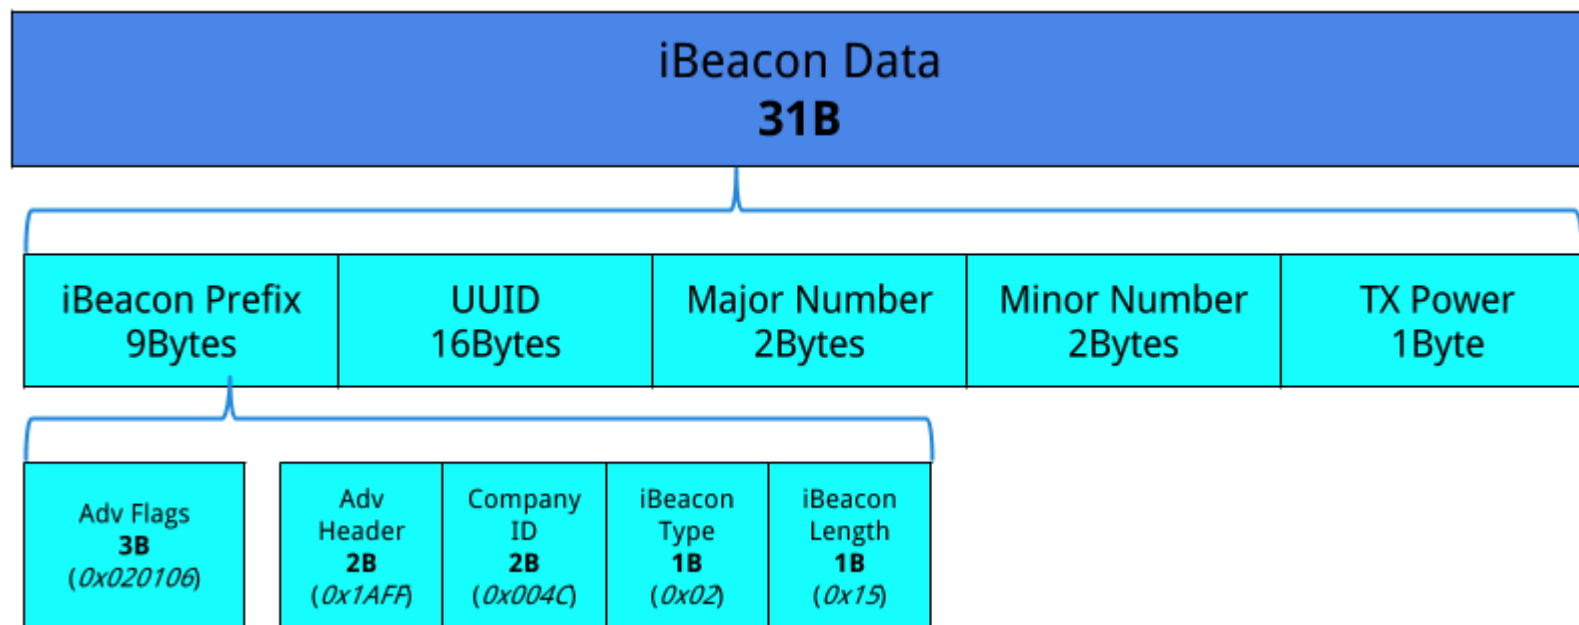 iBeacon Data
31B
iBeacon Prefix
9Bytes
UUID
16Bytes
Major Number
2Bytes
Minor Number
2Bytes
TX Power
1Byte
Adv Flags
3B
(0x020106)
Adv
Header
2B
(0x1AFF)
Company
ID
2B
(0x004C)
iBeacon
Type
1B
(0x02)
iBeacon
Length
1B
(0x15)